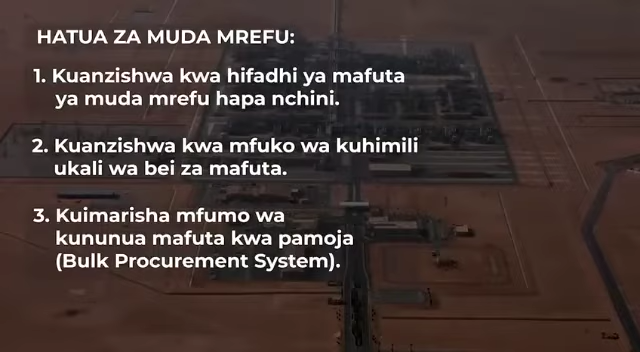 HATUA ZA MUDA MREFU:
1. Kuanzishwa kwa hifadhi ya mafuta
ya muda mrefu hapa nchini.
2. Kuanzishwa kwa mfuko wa kuhimili
ukali wa bei za mafuta.
3. Kuimarisha mfumo wa
kununua mafuta kwa pamoja
(Bulk Procurement System).